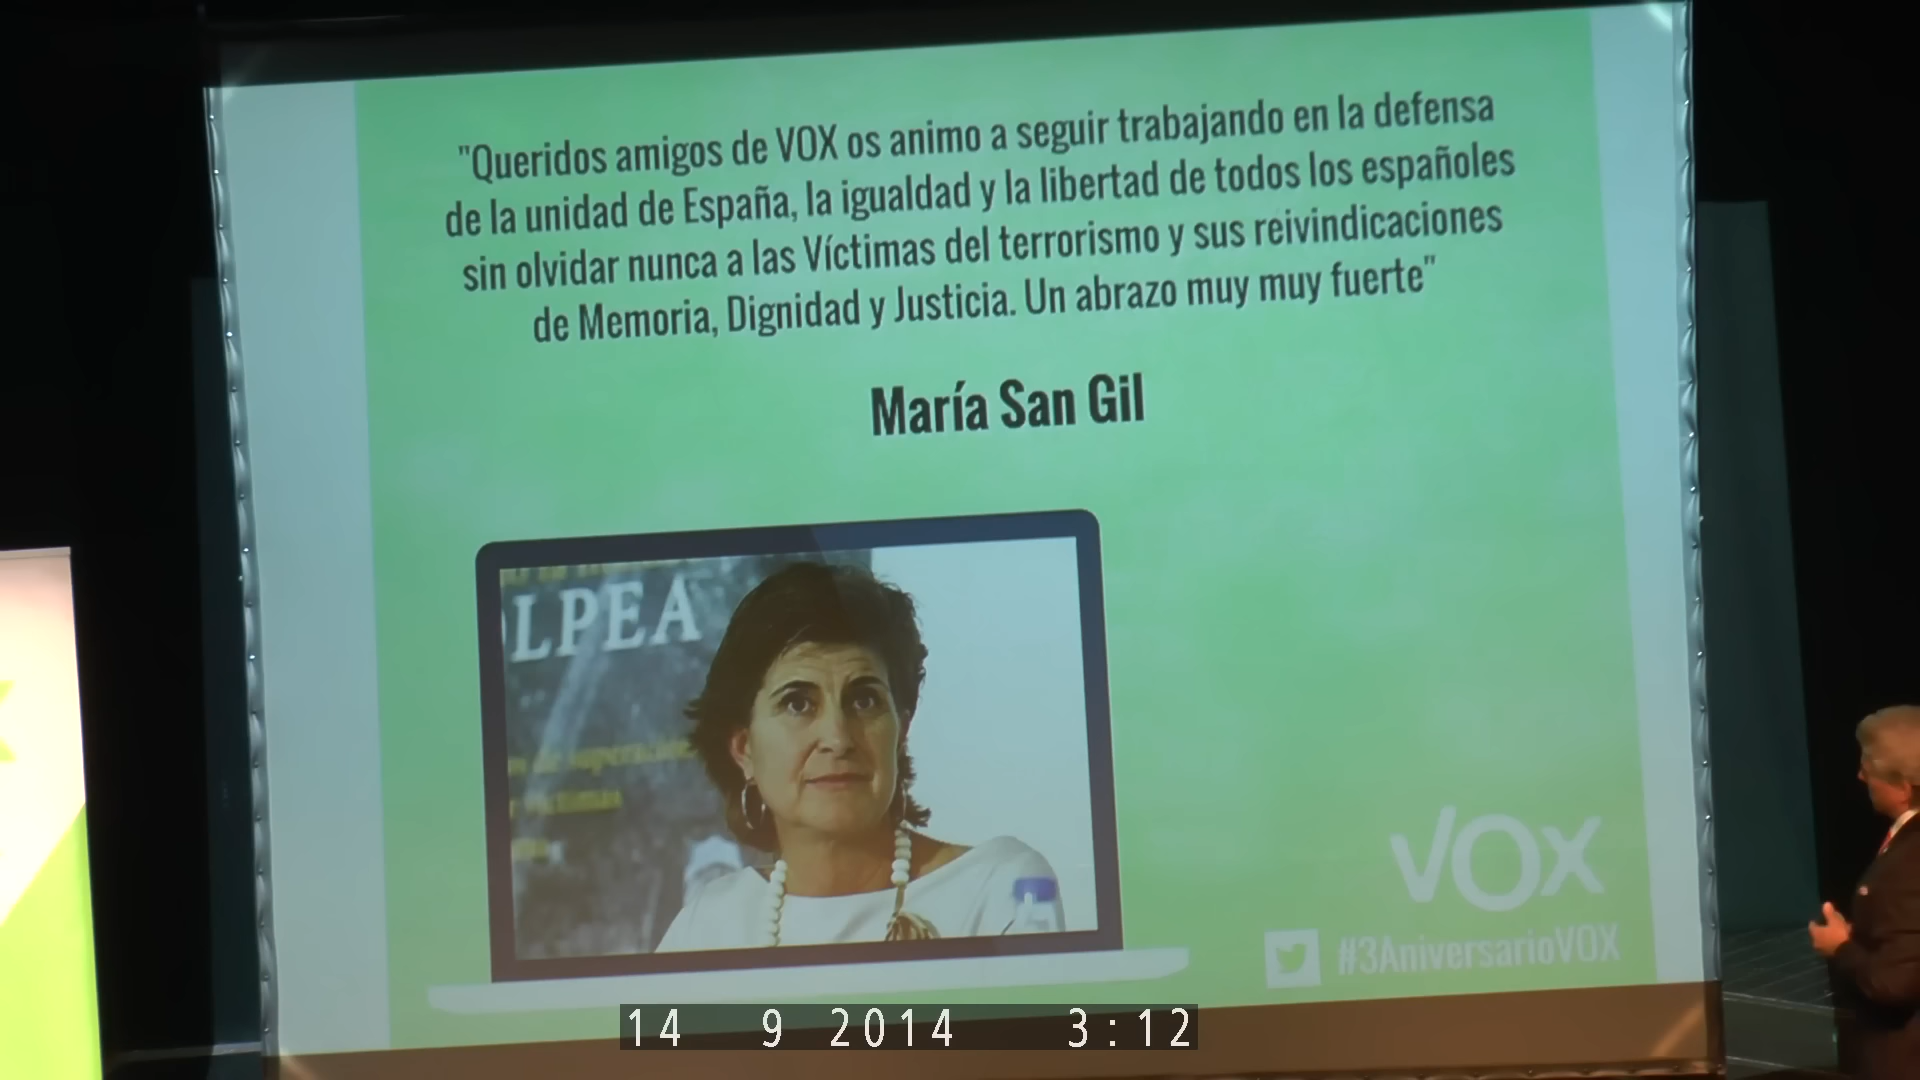 "Queridos amigos de VOX os animo a seguir trabajando en la defensa
de la unidad de España, la igualdad y la libertad de todos los españoles
sin olvidar nunca a las Víctimas del terrorismo y sus reivindicaciones
de Memoria, Dignidad y Justicia. Un abrazo muy muy fuerte"
María San Gil
OLPEA
VOX
#3AniversarioVOX
14 9 2014 3:12